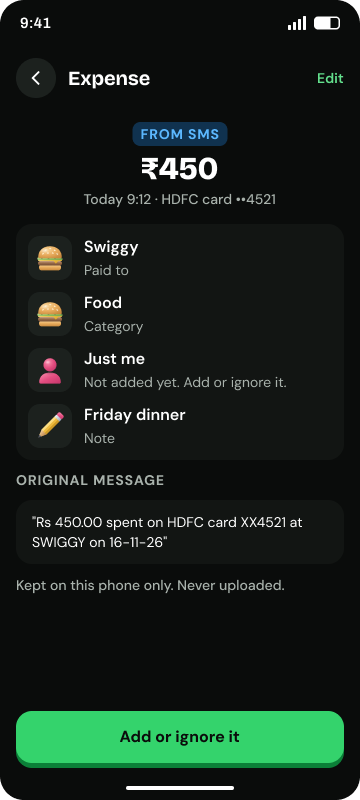 9:41
Expense
Edit
FROM SMS
₹450
Today 9:12 · HDFC card ••4521
Swiggy
Paid to
Food
Category
Just me
Not added yet. Add or ignore it.
Friday dinner
Note
ORIGINAL MESSAGE
"Rs 450.00 spent on HDFC card XX4521 at
SWIGGY on 16-11-26"
Kept on this phone only. Never uploaded.
Add or ignore it